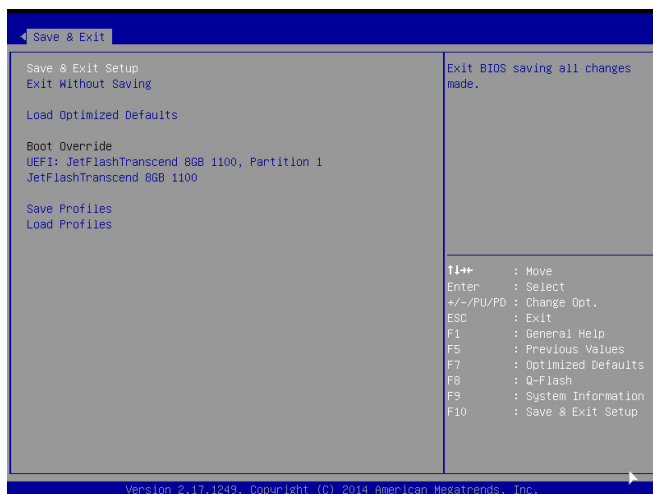 Save & Exit
Save & Exit Setup
Exit Without Saving
Load Optimized Defaults
Boot Override
UEFI: JetFlashTranscend 8GB 1100, Partition 1
JetFlashTranscend 8GB 1100
Save Profiles
Load Profiles
Exit BIOS saving all changes
made.
↑↓→← : Move
Enter : Select
+/-/PU/PD : Change Opt.
ESC : Exit
F1 : General Help
F5 : Previous Values
F7 : Optimized Defaults
F8 : Q-Flash
F9 : System Information
F10 : Save & Exit Setup
Version 2.17.1249. Copyright (C) 2014 American Megatrends, Inc.